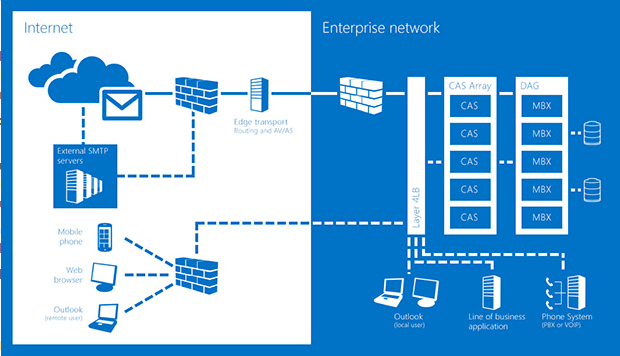 Internet
Enterprise network
External SMTP
servers
Edge transport
Routing and AV/AS
CAS Array
DAG
CAS
MBX
CAS
MBX
CAS
MBX
CAS
MBX
CAS
MBX
Layer 4LB
Mobile
phone
Web
browser
Outlook
(remote user)
Outlook
(local user)
Line of business
application
Phone System
(PBX or VOIP)